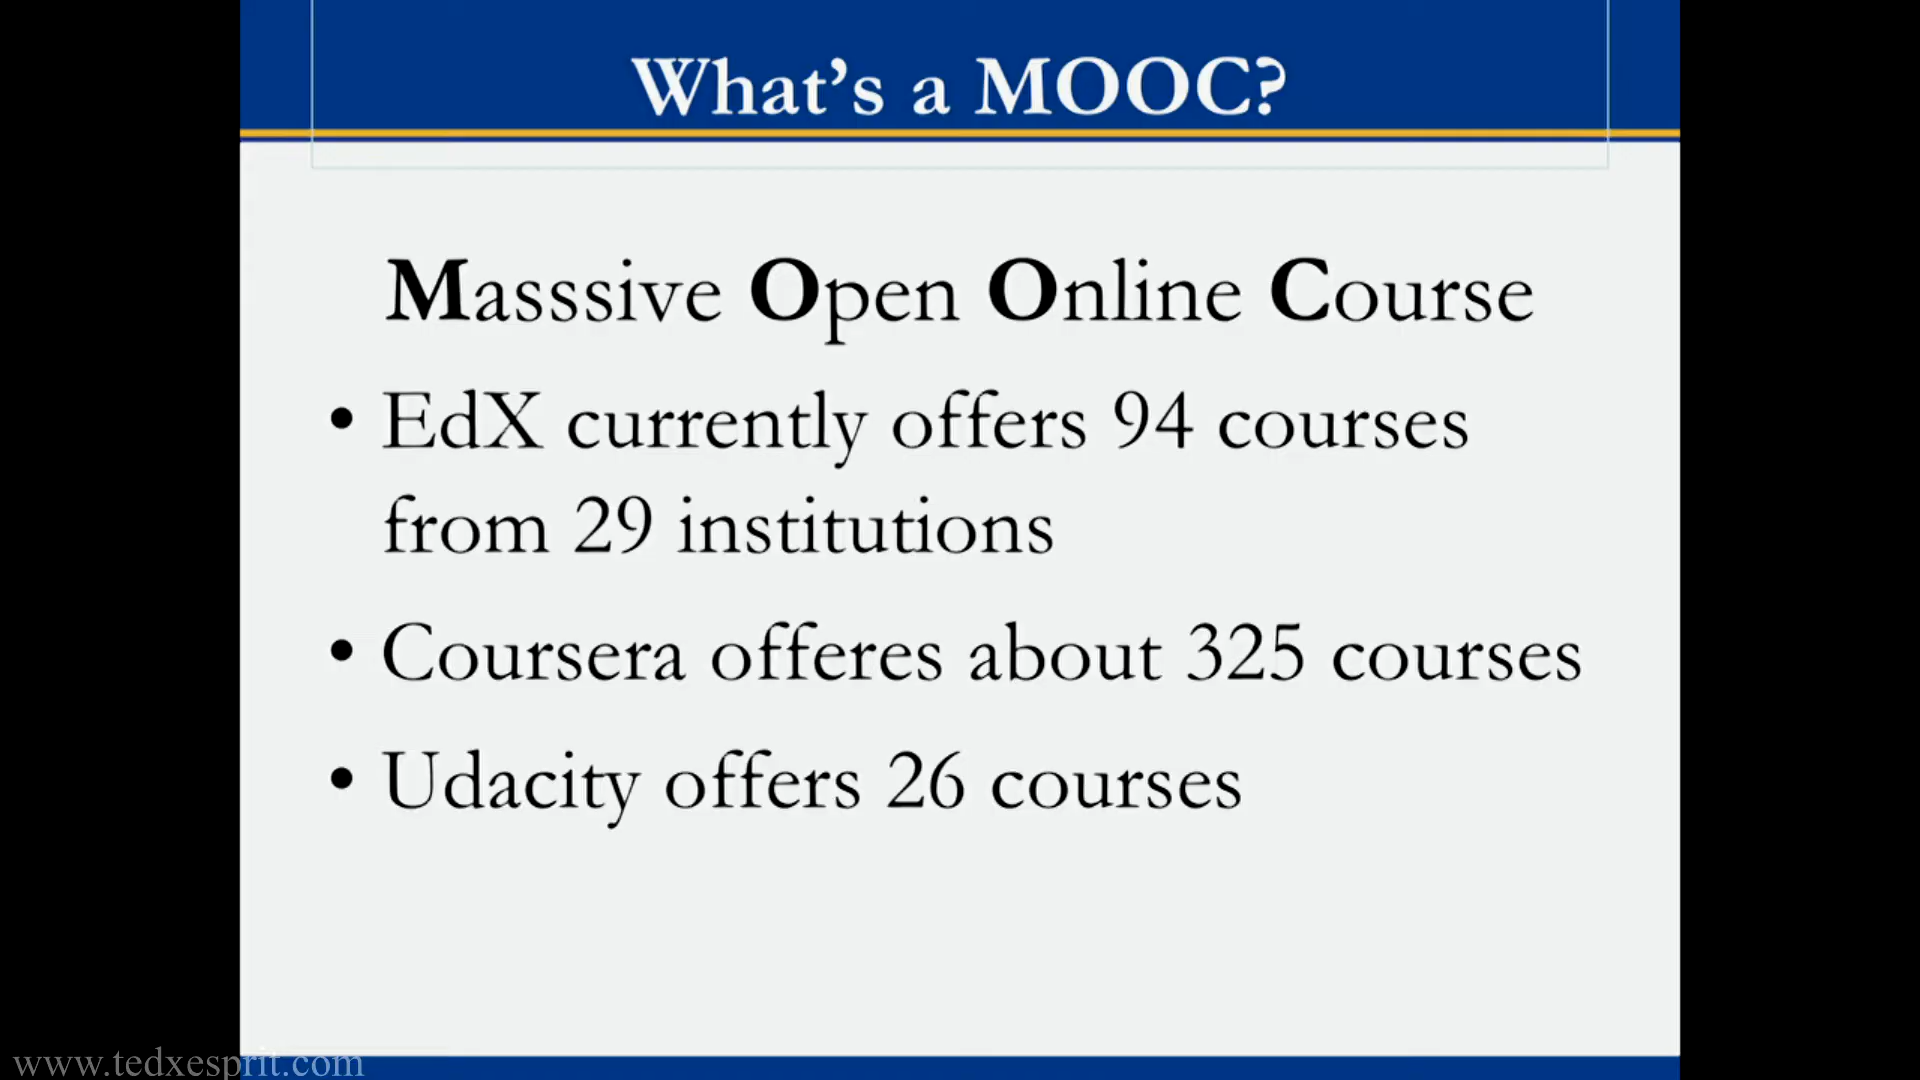 What's a MOOC?
Masssive Open Online Course
• EdX currently offers 94 courses
from 29 institutions
• Coursera offeres about 325 courses
• Udacity offers 26 courses
www.tedxesprit.com